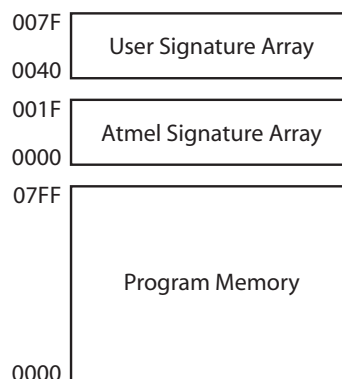 007F
User Signature Array
0040
001F
Atmel Signature Array
0000
07FF
Program Memory
0000